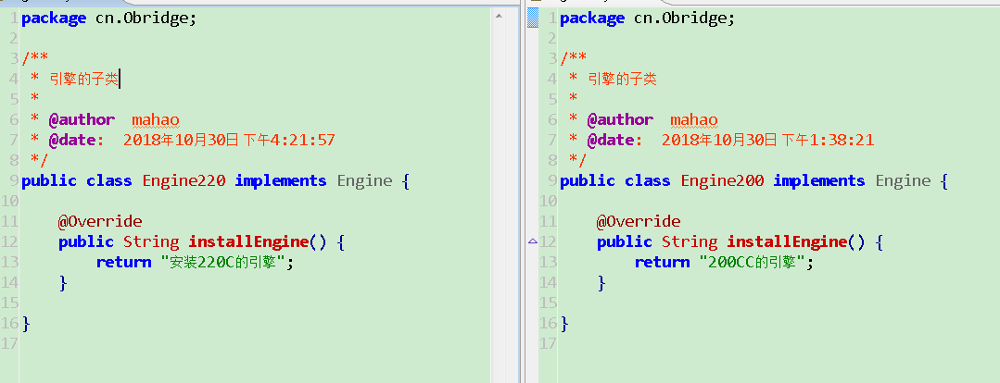 1 package cn.Obridge;
2
3 /**
4  * 引擎的子类
5  *
6  * @author  mahao
7  * @date:  2018年10月30日 下午4:21:57
8  */
9 public class Engine220 implements Engine {
10
11     @Override
12     public String installEngine() {
13         return "安装220C的引擎";
14     }
15
16 }
17
1 package cn.Obridge;
2
3 /**
4  * 引擎的子类
5  *
6  * @author  mahao
7  * @date:  2018年10月30日 下午1:38:21
8  */
9 public class Engine200 implements Engine {
10
11     @Override
12     public String installEngine() {
13         return "200CC的引擎";
14     }
15
16 }
17